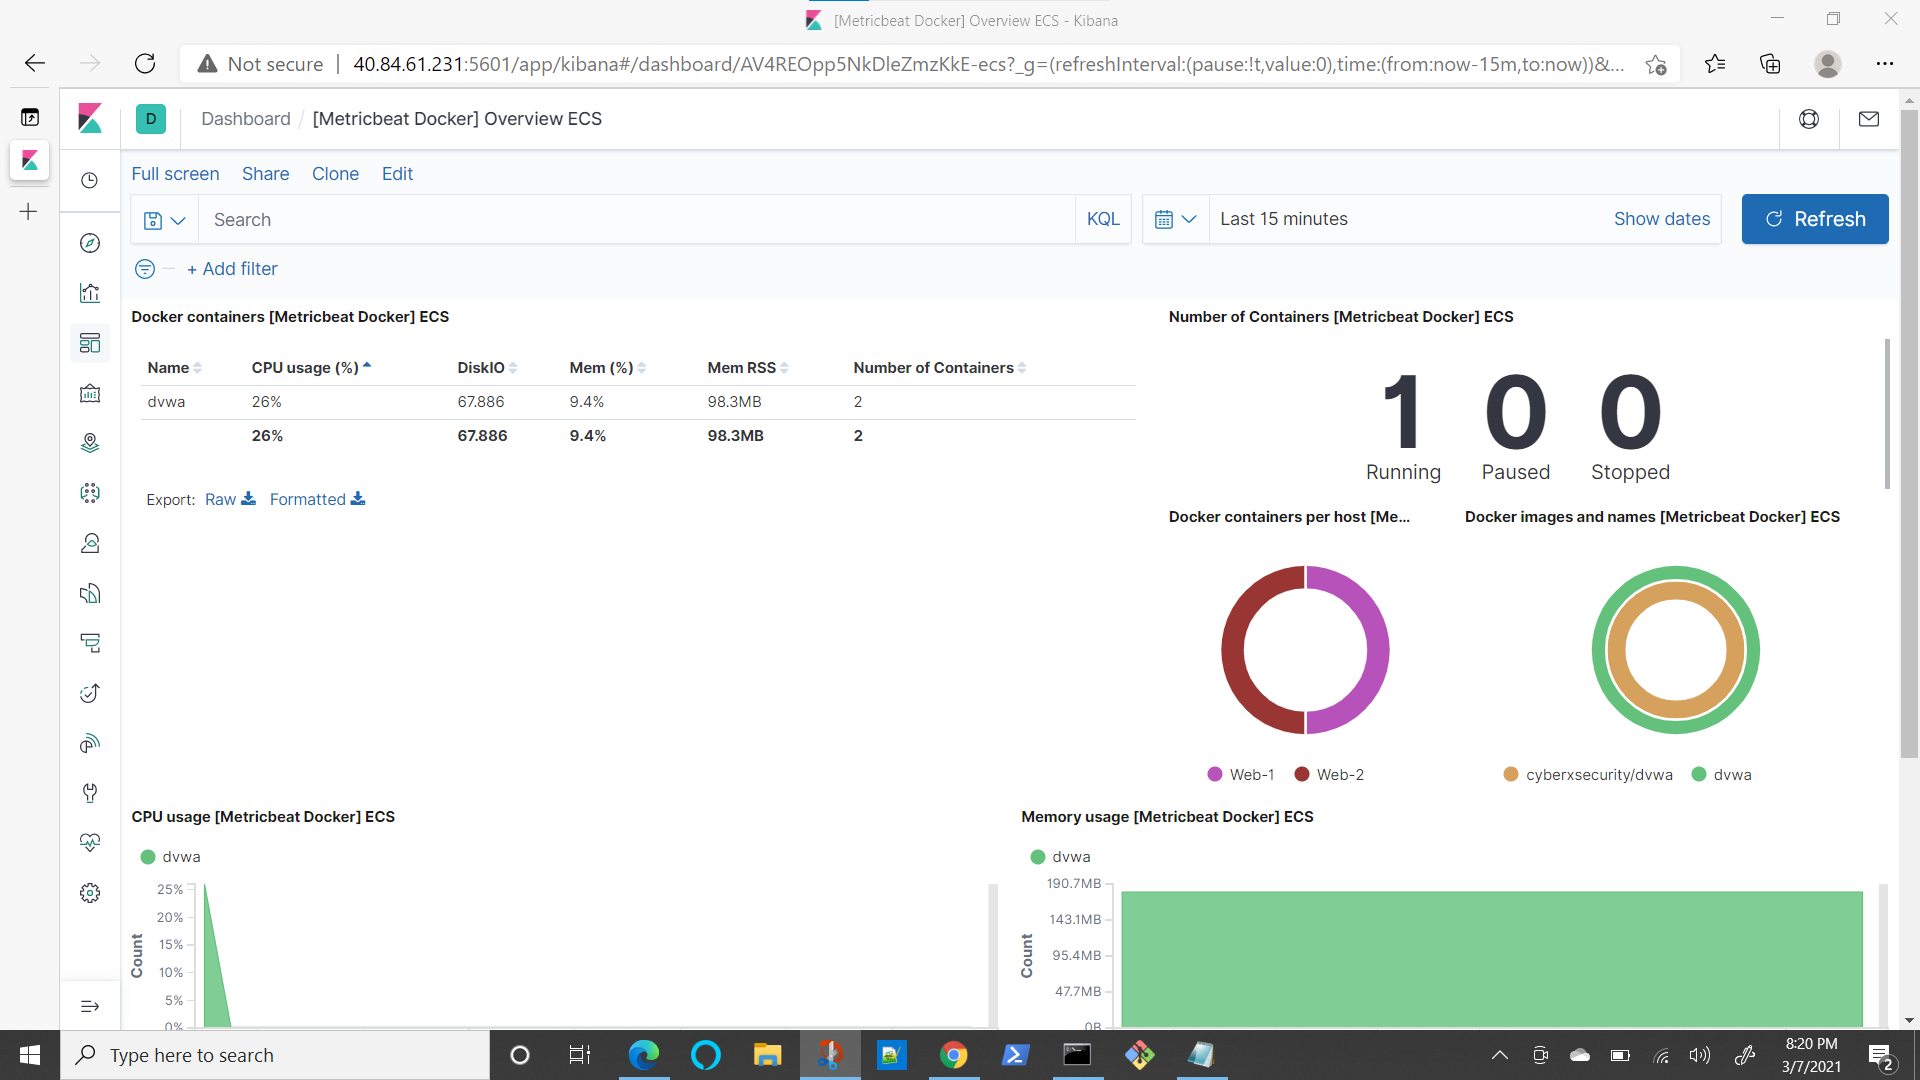 [Metricbeat Docker] Overview ECS - Kibana
Not secure | 40.84.61.231:5601/app/kibana#/dashboard/AV4REOpp5NkDleZmzKkE-ecs?_g=(refreshInterval:(pause:!t,value:0),time:(from:now-15m,to:now))&...
D Dashboard / [Metricbeat Docker] Overview ECS
Full screen Share Clone Edit
Search KQL Last 15 minutes Show dates Refresh
+ Add filter
Docker containers [Metricbeat Docker] ECS
Name CPU usage (%) DiskIO Mem (%) Mem RSS Number of Containers
dvwa 26% 67.886 9.4% 98.3MB 2
26% 67.886 9.4% 98.3MB 2
Export: Raw Formatted
Number of Containers [Metricbeat Docker] ECS
1 0 0
Running Paused Stopped
Docker containers per host [Me...
Web-1 Web-2
Docker images and names [Metricbeat Docker] ECS
cyberxsecurity/dvwa dvwa
CPU usage [Metricbeat Docker] ECS
dvwa
25%
20%
15%
10%
5%
0%
Count
Memory usage [Metricbeat Docker] ECS
dvwa
190.7MB
143.1MB
95.4MB
47.7MB
0B
Count
Type here to search
8:20 PM
3/7/2021
2